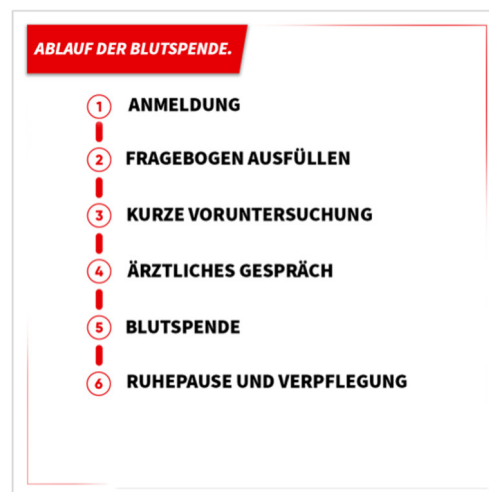 ABLAUF DER BLUTSPENDE.
1 ANMELDUNG
2 FRAGEBOGEN AUSFÜLLEN
3 KURZE VORUNTERSUCHUNG
4 ÄRZTLICHES GESPRÄCH
5 BLUTSPENDE
6 RUHEPAUSE UND VERPFLEGUNG